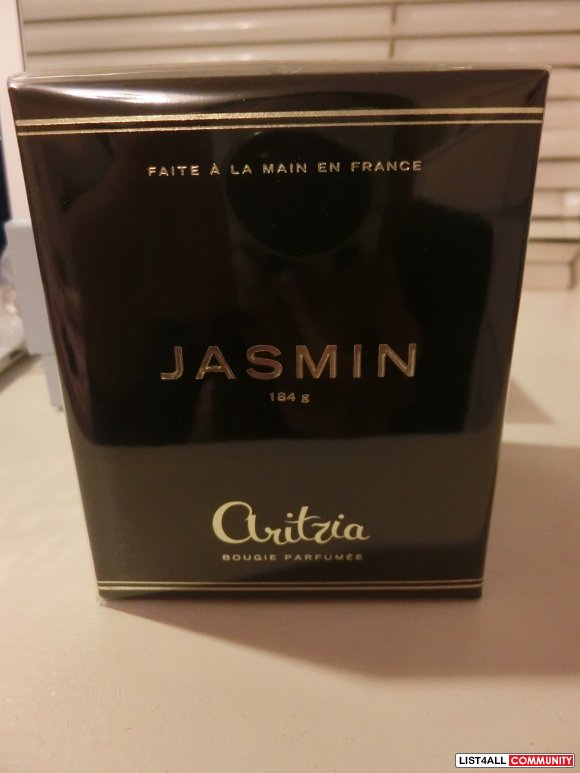 FAITE À LA MAIN EN FRANCE
JASMIN
184 g
aritzia
BOUGIE PARFUMÉE
LIST4ALL COMMUNITY